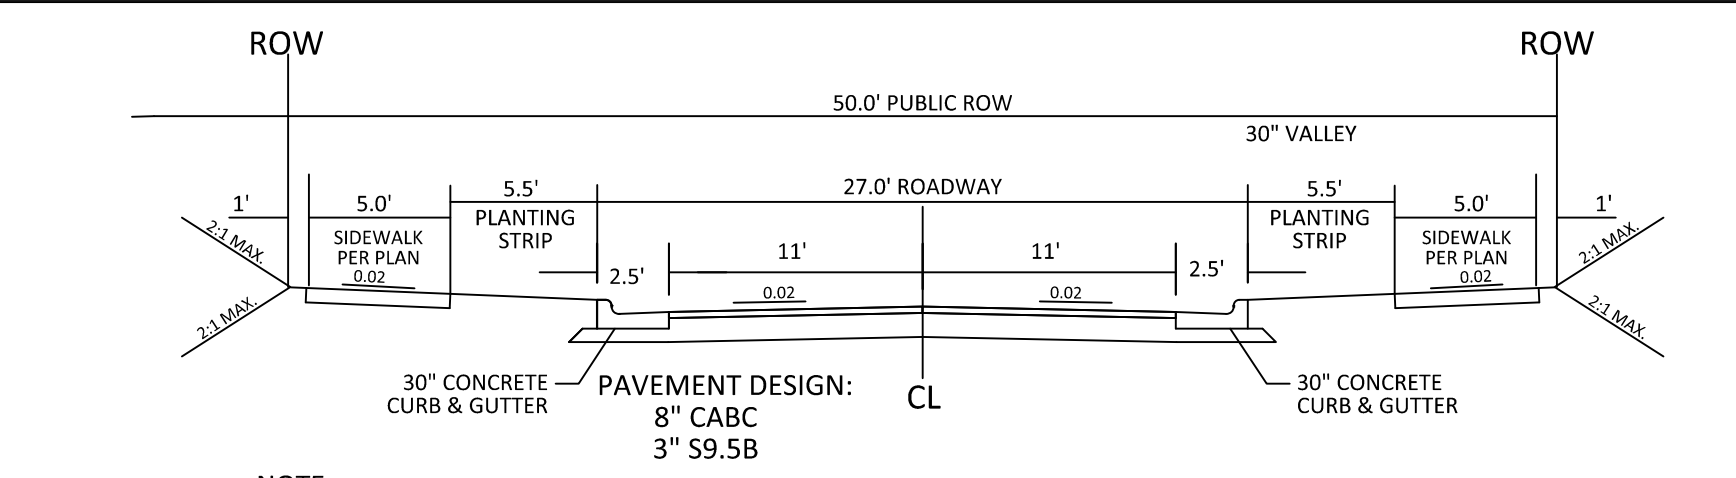 ROW
ROW
50.0' PUBLIC ROW
30" VALLEY
27.0' ROADWAY
1'
5.0'
5.5'
5.5'
5.0'
1'
2:1 MAX.
SIDEWALK
PER PLAN
0.02
PLANTING
STRIP
PLANTING
STRIP
SIDEWALK
PER PLAN
0.02
2:1 MAX.
2.5'
11'
11'
2.5'
0.02
0.02
2:1 MAX.
2:1 MAX.
30" CONCRETE
CURB & GUTTER
PAVEMENT DESIGN:
8" CABC
3" S9.5B
CL
30" CONCRETE
CURB & GUTTER
NOTE